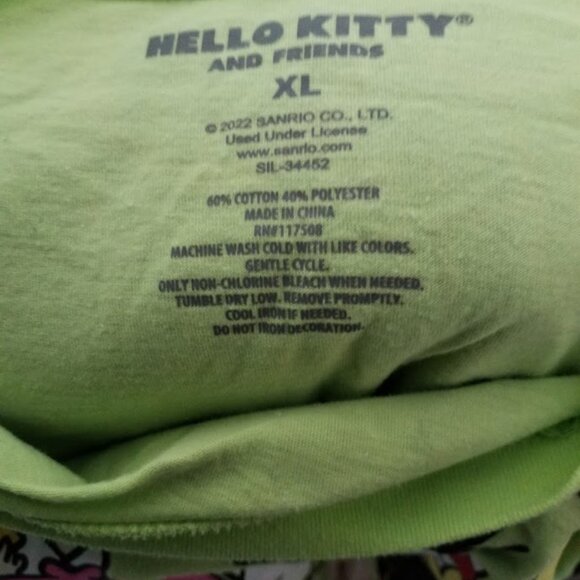 HELLO KITTY®
AND FRIENDS
XL
© 2022 SANRIO CO., LTD.
Used Under License
www.sanrio.com
SIL-34452
60% COTTON 40% POLYESTER
MADE IN CHINA
RN#117508
MACHINE WASH COLD WITH LIKE COLORS.
GENTLE CYCLE.
ONLY NON-CHLORINE BLEACH WHEN NEEDED.
TUMBLE DRY LOW. REMOVE PROMPTLY.
COOL IRON IF NEEDED.
DO NOT IRON DECORATION.